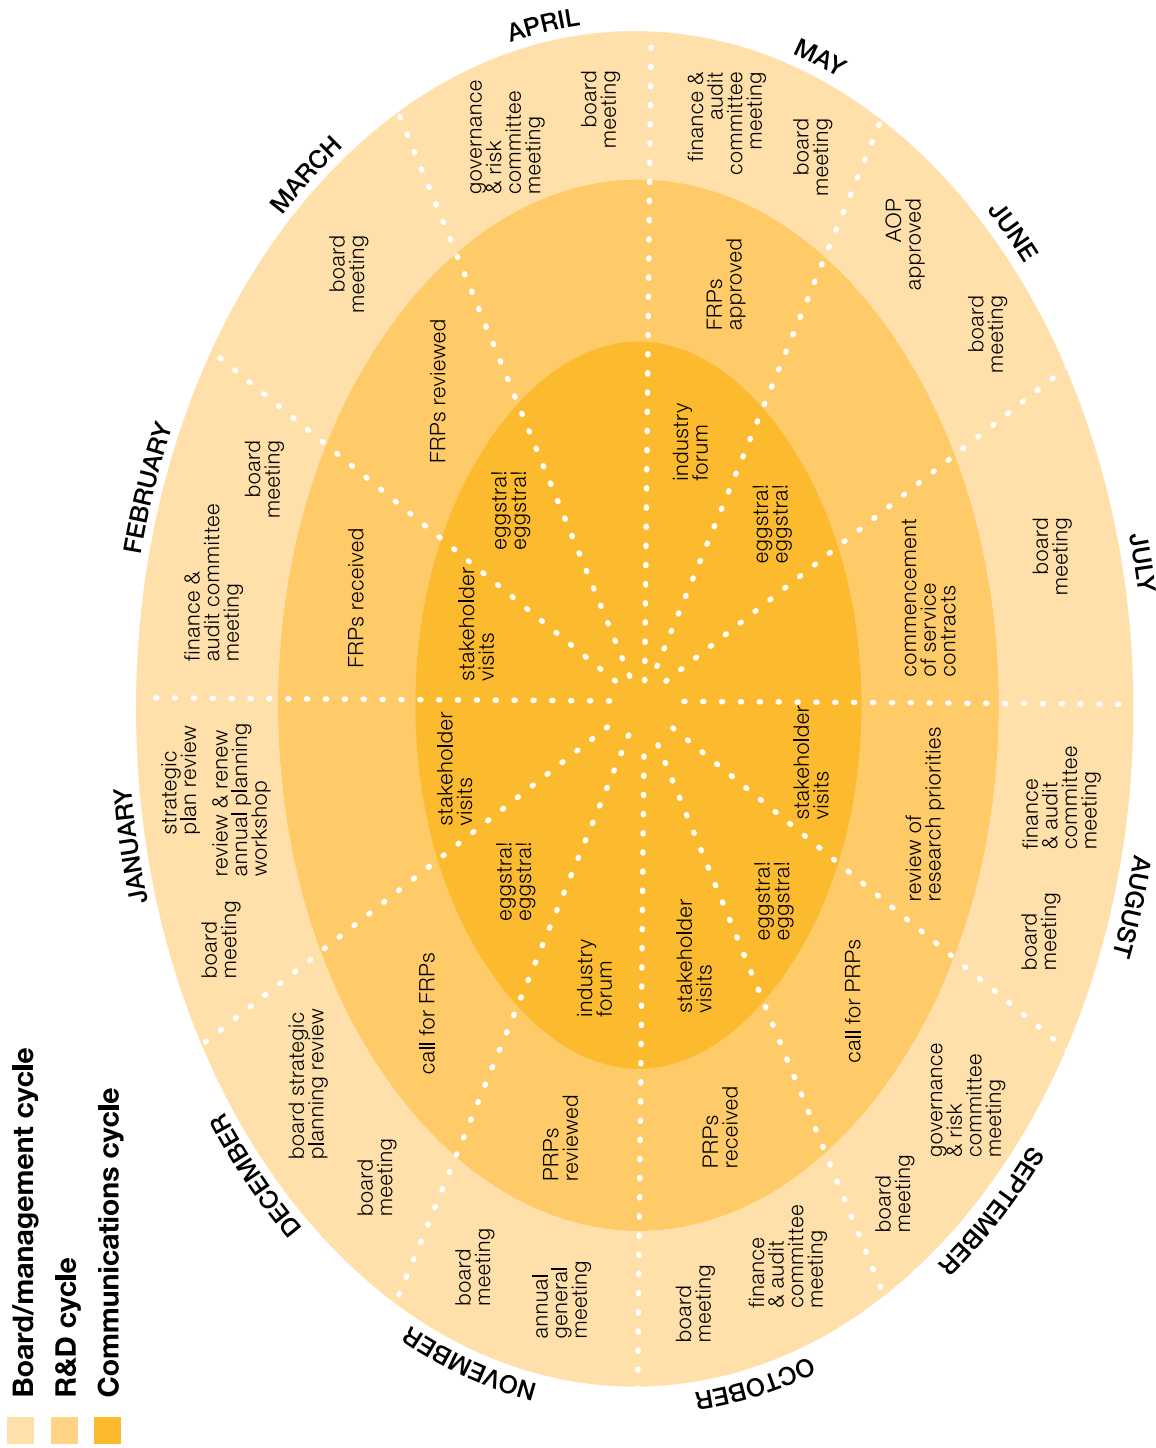 Board/management cycle
R&D cycle
Communications cycle
JANUARY
strategic
plan review
review & renew
annual planning
workshop
board
meeting
stakeholder
visits
FEBRUARY
finance &
audit committee
meeting
board
meeting
FRPs received
stakeholder
visits
MARCH
board
meeting
FRPs reviewed
eggstra!
eggstra!
APRIL
governance
& risk
committee
meeting
board
meeting
MAY
finance &
audit
committee
meeting
board
meeting
FRPs
approved
industry
forum
JUNE
AOP
approved
board
meeting
eggstra!
eggstra!
JULY
board
meeting
commencement
of service
contracts
AUGUST
finance
& audit
committee
meeting
board
meeting
review of
research priorities
stakeholder
visits
SEPTEMBER
governance
& risk
committee
meeting
board
meeting
call for PRPs
eggstra!
eggstra!
OCTOBER
finance
& audit
committee
meeting
board
meeting
PRPs
received
stakeholder
visits
NOVEMBER
board
meeting
annual
general
meeting
PRPs
reviewed
industry
forum
DECEMBER
board strategic
planning review
board
meeting
call for FRPs
eggstra!
eggstra!